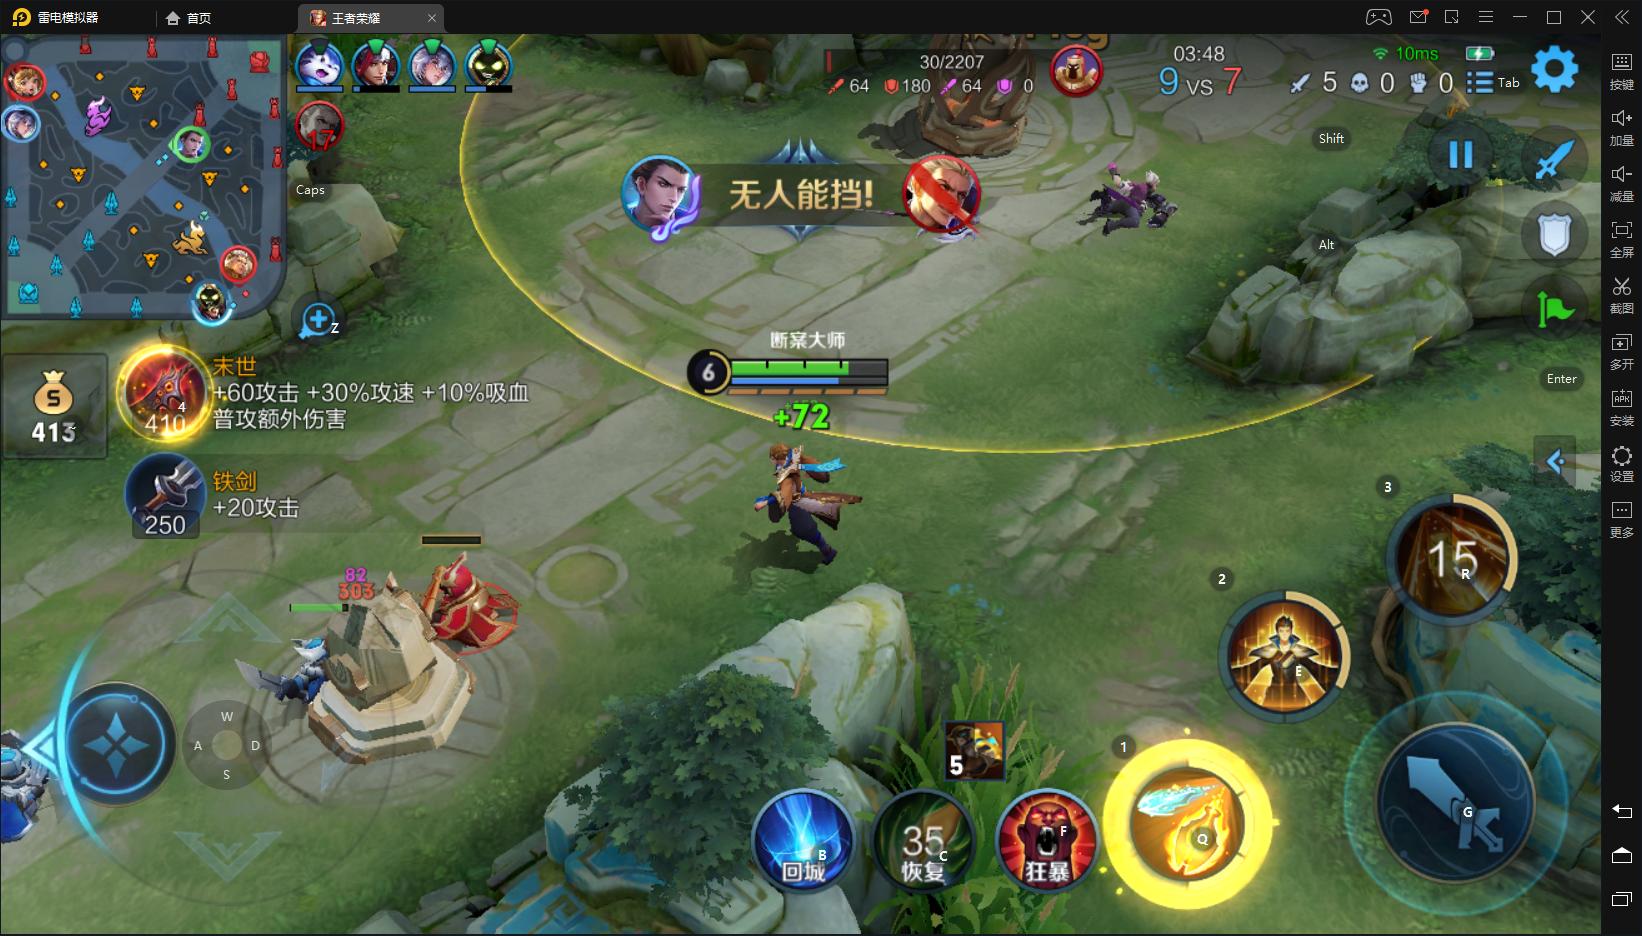 雷电模拟器
首页
王者荣耀
30/2207
64 180 64 0
03:48
9 VS 7
10ms
5 0 0
Tab
按键
加量
减量
全屏
截图
多开
安装
设置
更多
17
Caps
Shift
Alt
Enter
无人能挡!
Z
413
末世
+60攻击 +30%攻速 +10%吸血
普攻额外伤害
4
410
铁剑
+20攻击
250
断案大师
6
+72
82
303
W
A D
S
3
15
R
2
E
1
Q
G
5
B
回城
35
C
恢复
F
狂暴
APK